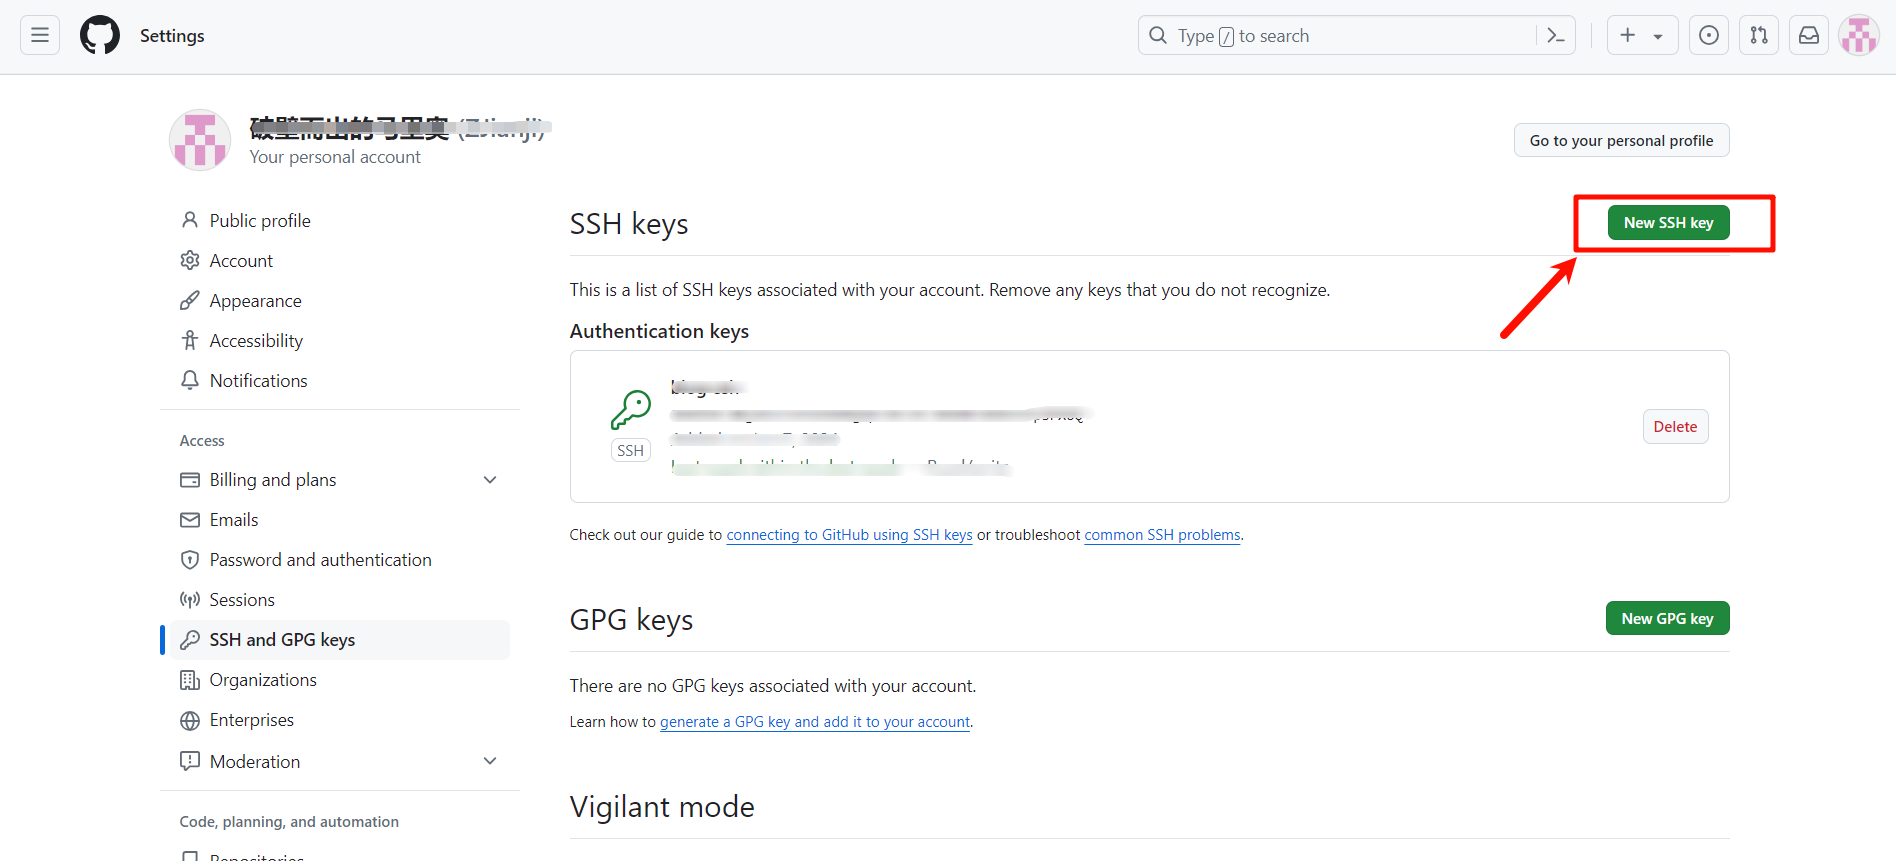 Settings
Type / to search
Your personal account
Go to your personal profile
Public profile
Account
Appearance
Accessibility
Notifications
Access
Billing and plans
Emails
Password and authentication
Sessions
SSH and GPG keys
Organizations
Enterprises
Moderation
Code, planning, and automation
Repositories
SSH keys
New SSH key
This is a list of SSH keys associated with your account. Remove any keys that you do not recognize.
Authentication keys
SSH
Delete
Check out our guide to connecting to GitHub using SSH keys or troubleshoot common SSH problems.
GPG keys
New GPG key
There are no GPG keys associated with your account.
Learn how to generate a GPG key and add it to your account.
Vigilant mode